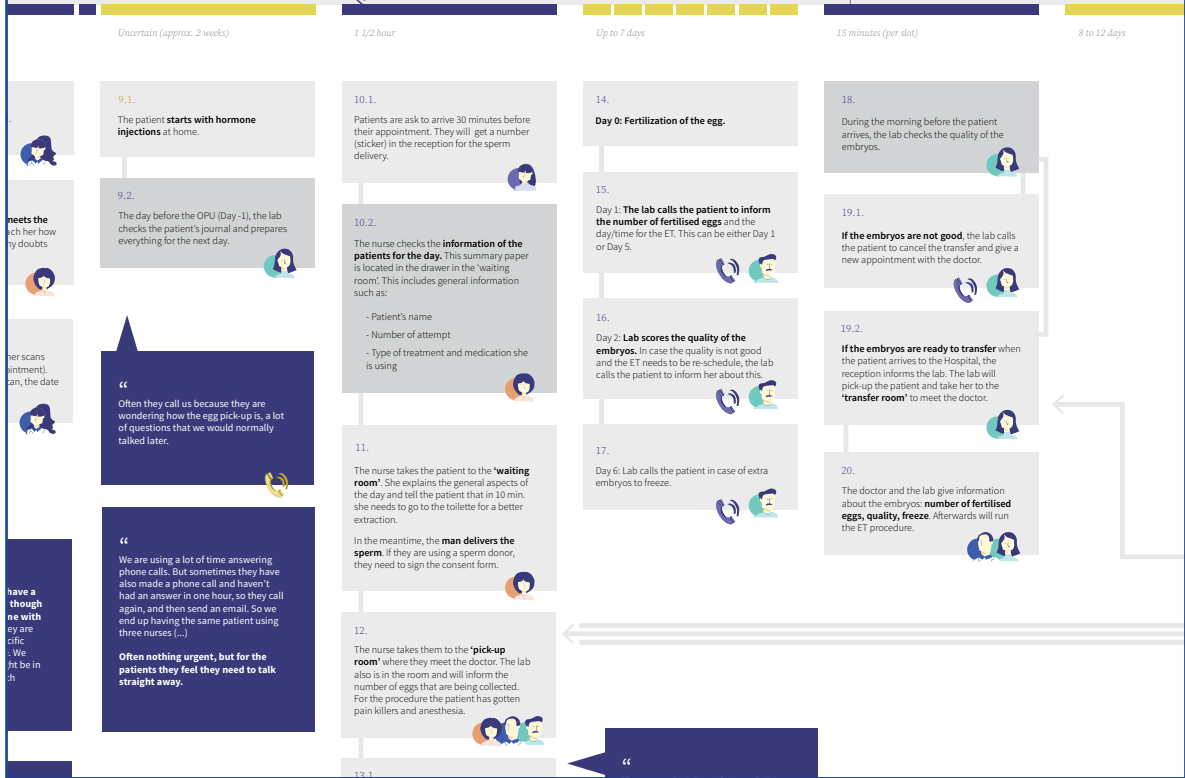 Uncertain (approx. 2 weeks)
1 1/2 hour
Up to 7 days
15 minutes (per slot)
8 to 12 days
.
meets the
ach her how
ny doubts
ner scans
ointment).
can, the date
have a
though
ne with
ey are
cific
. We
ght be in
ch
9.1.
The patient starts with hormone
injections at home.
9.2.
The day before the OPU (Day -1), the lab
checks the patient's journal and prepares
everything for the next day.
“
Often they call us because they are
wondering how the egg pick-up is, a lot
of questions that we would normally
talked later.
“
We are using a lot of time answering
phone calls. But sometimes they have
also made a phone call and haven't
had an answer in one hour, so they call
again, and then send an email. So we
end up having the same patient using
three nurses (...)
Often nothing urgent, but for the
patients they feel they need to talk
straight away.
10.1.
Patients are ask to arrive 30 minutes before
their appointment. They will get a number
(sticker) in the reception for the sperm
delivery.
10.2.
The nurse checks the information of the
patients for the day. This summary paper
is located in the drawer in the ‘waiting
room’. This includes general information
such as:
- Patient's name
- Number of attempt
- Type of treatment and medication she
is using
11.
The nurse takes the patient to the ‘waiting
room’. She explains the general aspects of
the day and tell the patient that in 10 min.
she needs to go to the toilette for a better
extraction.
In the meantime, the man delivers the
sperm. If they are using a sperm donor,
they need to sign the consent form.
12.
The nurse takes them to the ‘pick-up
room’ where they meet the doctor. The lab
also is in the room and will inform the
number of eggs that are being collected.
For the procedure the patient has gotten
pain killers and anesthesia.
13.1.
14.
Day 0: Fertilization of the egg.
15.
Day 1: The lab calls the patient to inform
the number of fertilised eggs and the
day/time for the ET. This can be either Day 1
or Day 5.
16.
Day 2: Lab scores the quality of the
embryos. In case the quality is not good
and the ET needs to be re-schedule, the lab
calls the patient to inform her about this.
17.
Day 6: Lab calls the patient in case of extra
embryos to freeze.
“
18.
During the morning before the patient
arrives, the lab checks the quality of the
embryos.
19.1.
If the embryos are not good, the lab calls
the patient to cancel the transfer and give a
new appointment with the doctor.
19.2.
If the embryos are ready to transfer when
the patient arrives to the Hospital, the
reception informs the lab. The lab will
pick-up the patient and take her to the
‘transfer room’ to meet the doctor.
20.
The doctor and the lab give information
about the embryos: number of fertilised
eggs, quality, freeze. Afterwards will run
the ET procedure.